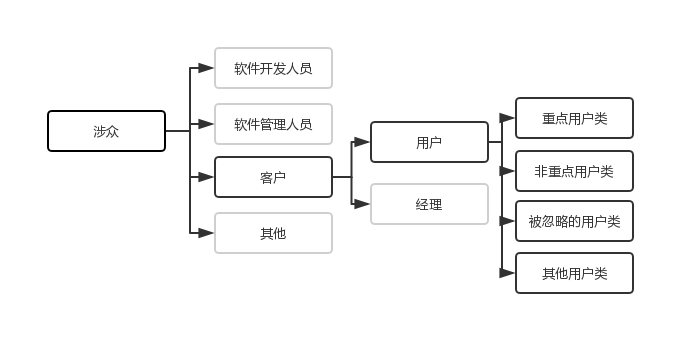 涉众
软件开发人员
软件管理人员
客户
其他
用户
经理
重点用户类
非重点用户类
被忽略的用户类
其他用户类